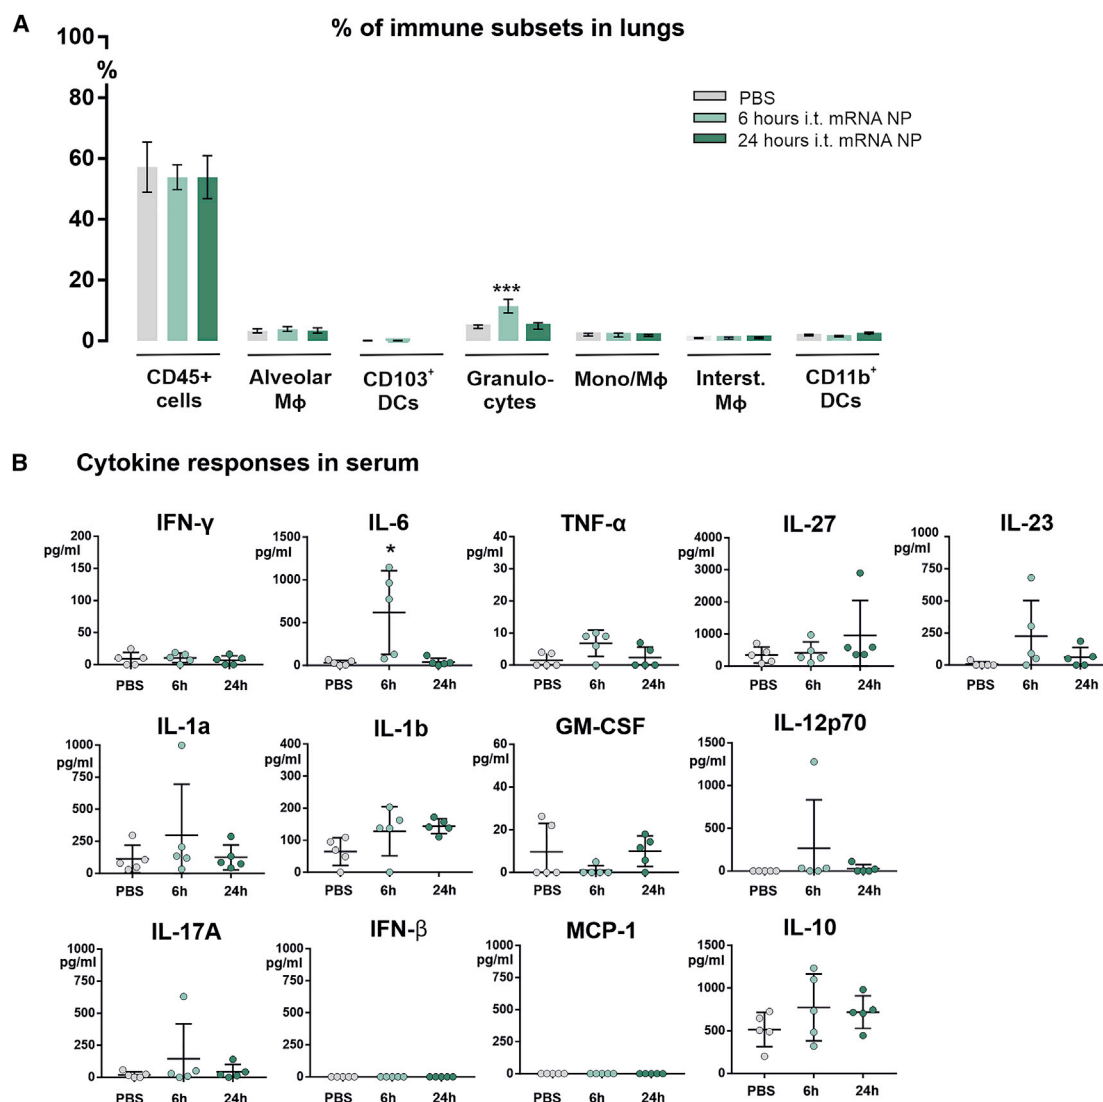 A
% of immune subsets in lungs
100
%
80
60
40
20
0
PBS
6 hours i.t. mRNA NP
24 hours i.t. mRNA NP
***
CD45+
cells
Alveolar
Mϕ
CD103+
DCs
Granulo-
cytes
Mono/Mϕ
Interst.
Mϕ
CD11b+
DCs
B
Cytokine responses in serum
IFN-γ
pg/ml
200
150
100
50
0
PBS 6h 24h
IL-6
pg/ml
1500
1000
500
0
*
PBS 6h 24h
TNF-α
pg/ml
40
30
20
10
0
PBS 6h 24h
IL-27
pg/ml
4000
3000
2000
1000
0
PBS 6h 24h
IL-23
1000
pg/ml
750
500
250
0
PBS 6h 24h
IL-1a
1000
pg/ml
750
500
250
0
PBS 6h 24h
IL-1b
400
pg/ml
300
200
100
0
PBS 6h 24h
GM-CSF
60
pg/ml
40
20
0
PBS 6h 24h
IL-12p70
1500
pg/ml
1000
500
0
PBS 6h 24h
IL-17A
1000
pg/ml
750
500
250
0
PBS 6h 24h
IFN-β
1000
pg/ml
750
500
250
0
PBS 6h 24h
MCP-1
1000
pg/ml
750
500
250
0
PBS 6h 24h
IL-10
1500
pg/ml
1000
500
0
PBS 6h 24h